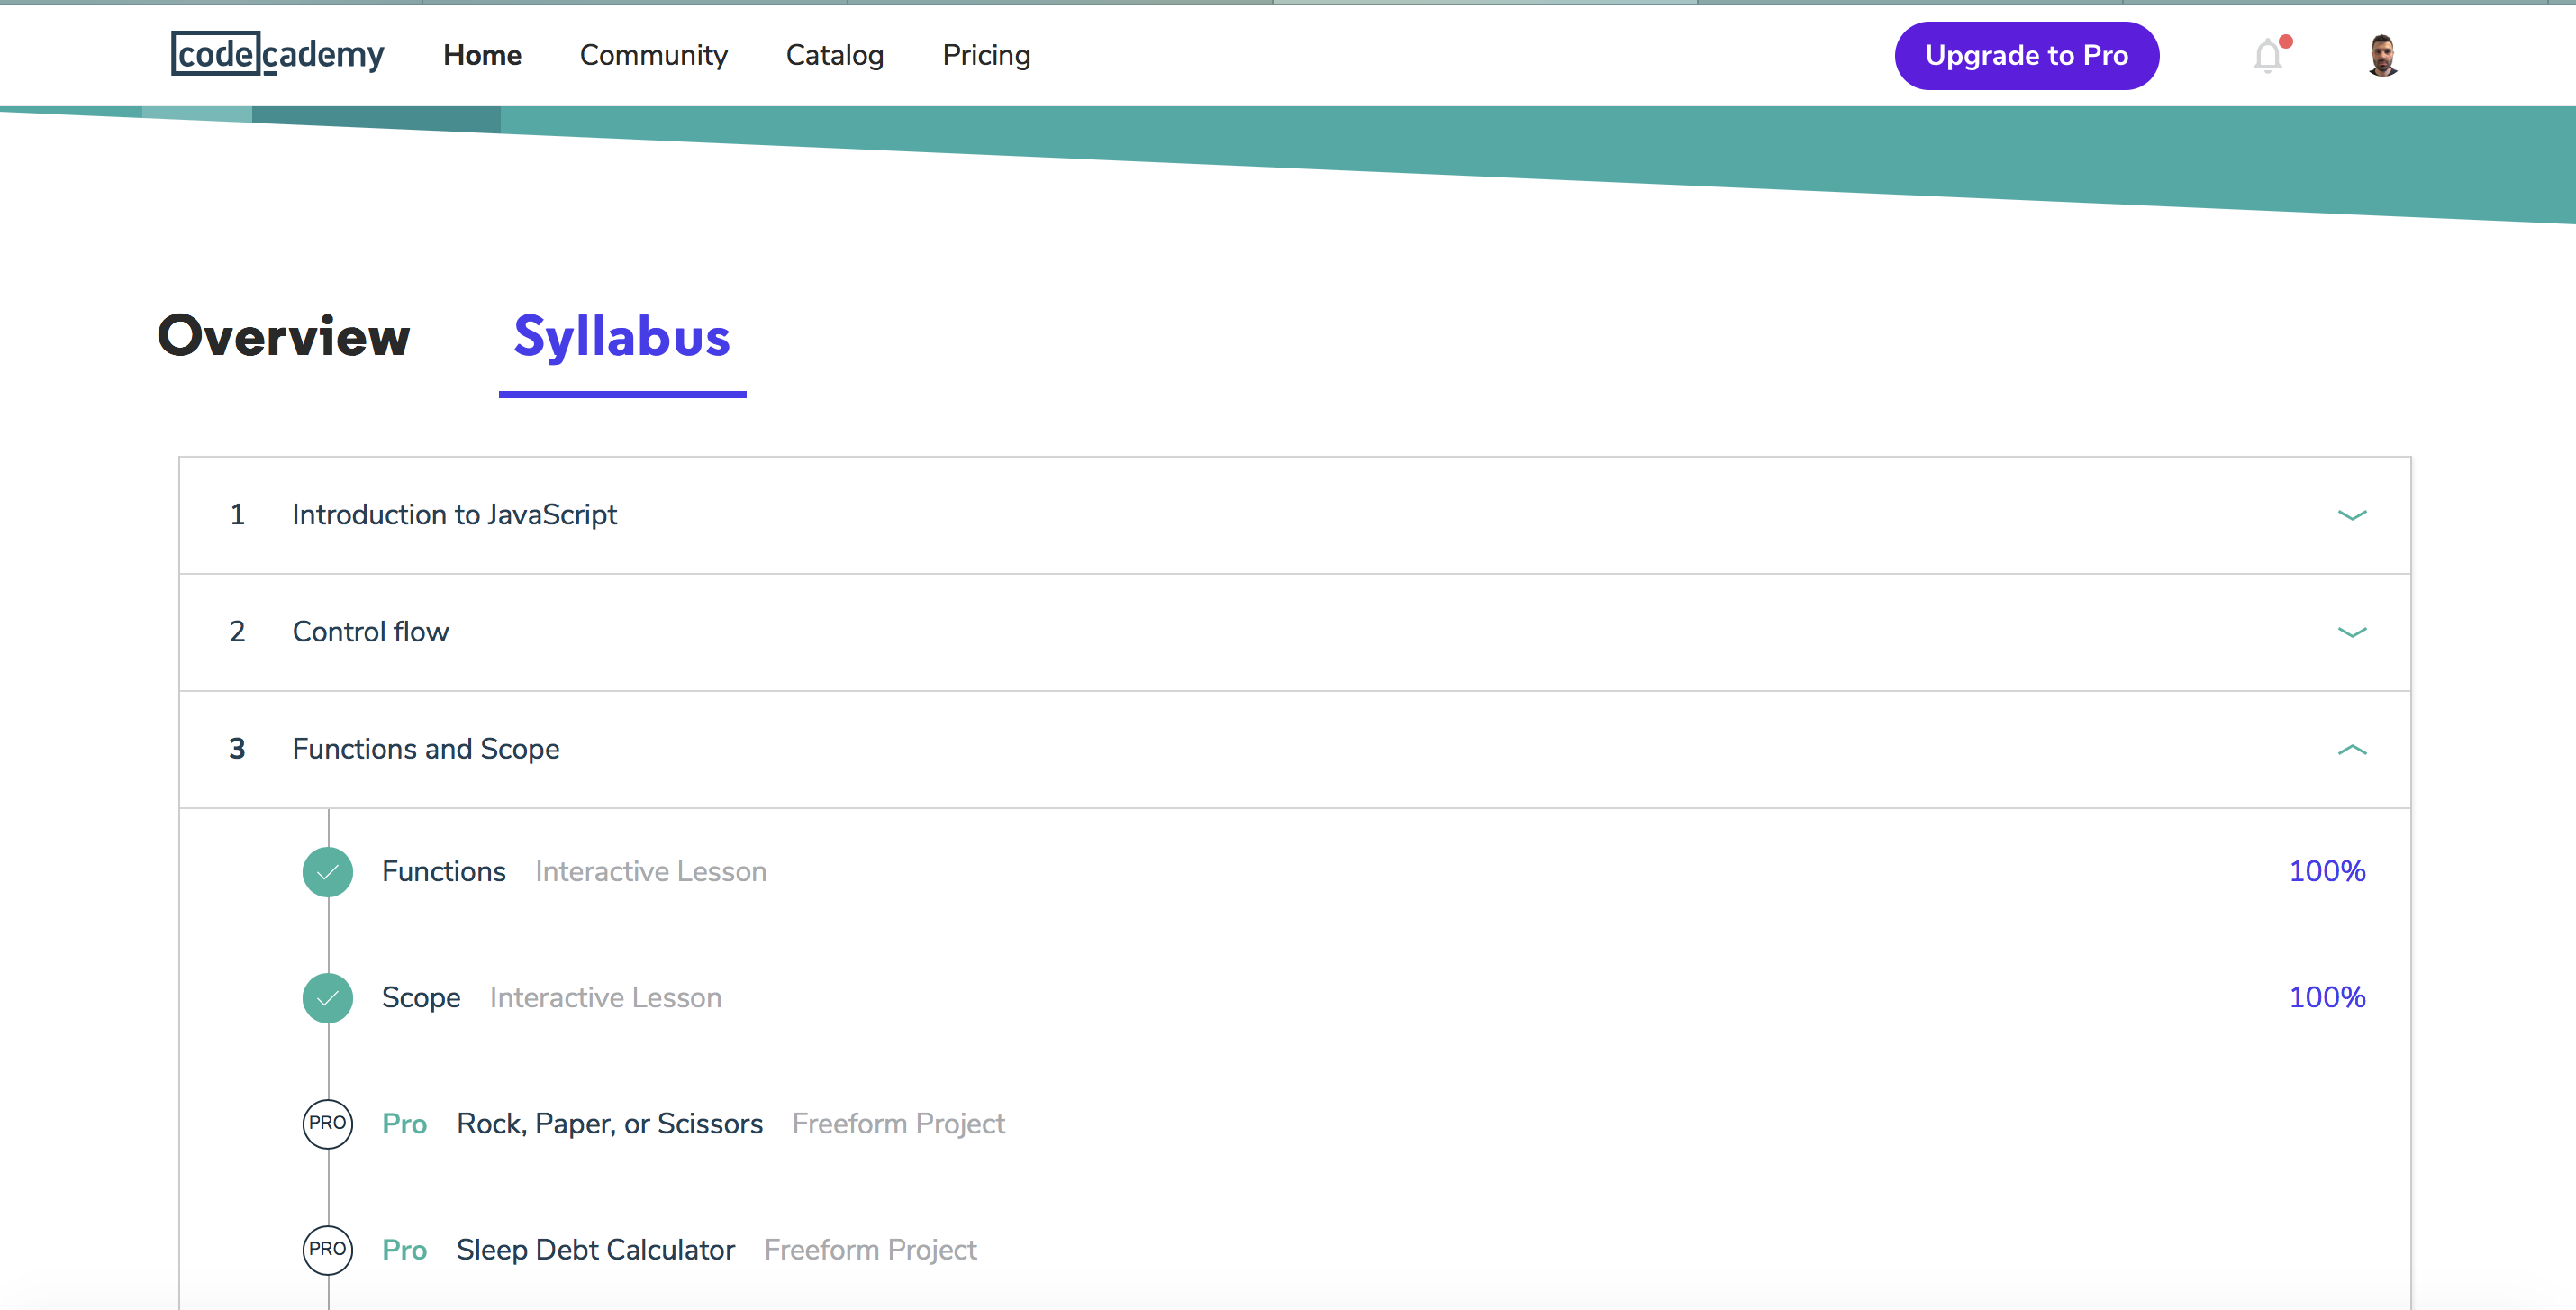 codecademy Home Community Catalog Pricing Upgrade to Pro
Overview Syllabus
1 Introduction to JavaScript
2 Control flow
3 Functions and Scope
Functions Interactive Lesson 100%
Scope Interactive Lesson 100%
PRO Pro Rock, Paper, or Scissors Freeform Project
PRO Pro Sleep Debt Calculator Freeform Project